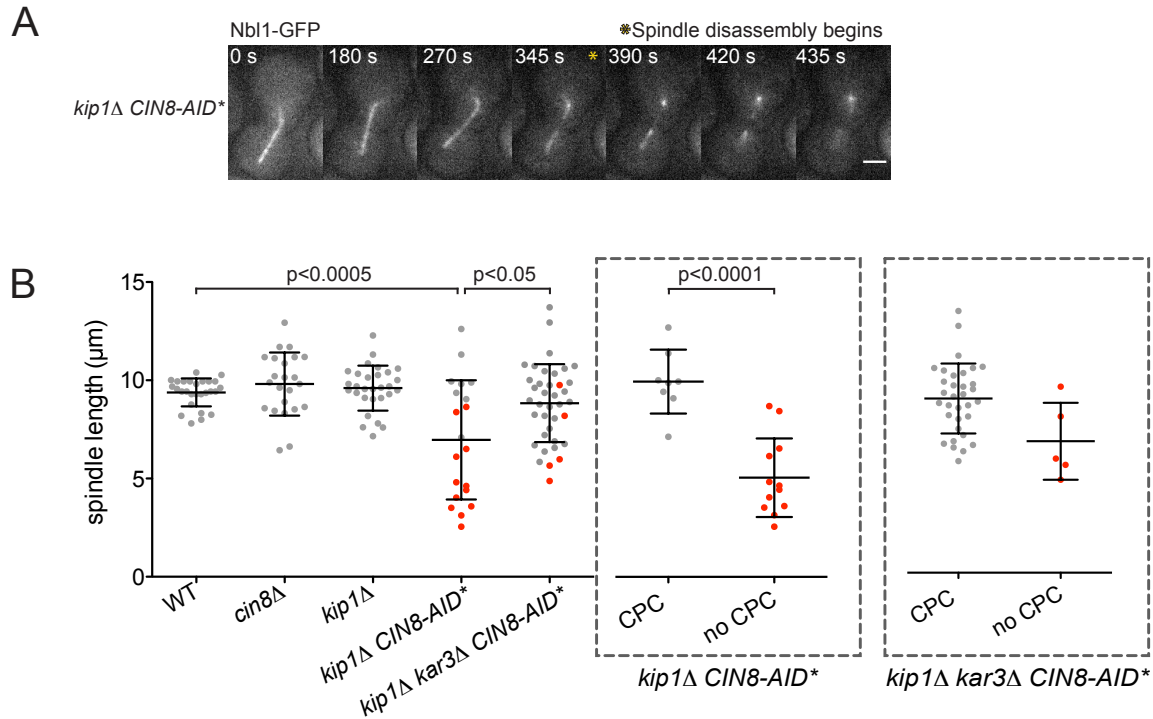 A
Nbl1-GFP
*Spindle disassembly begins
0 s 180 s 270 s 345 s * 390 s 420 s 435 s
kip1Δ CIN8-AID*
B
p<0.0005 p<0.05 p<0.0001
15
10
5
0
spindle length (µm)
WT cin8Δ kip1Δ kip1Δ CIN8-AID* kip1Δ kar3Δ CIN8-AID*
CPC no CPC
kip1Δ CIN8-AID*
CPC no CPC
kip1Δ kar3Δ CIN8-AID*